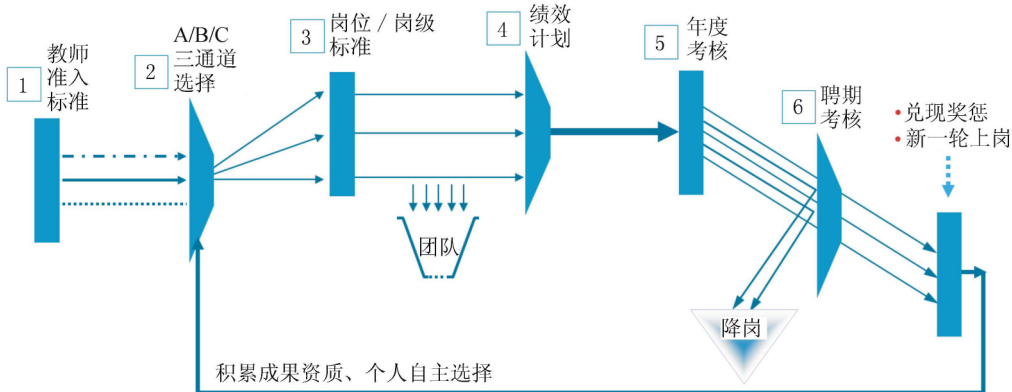 1
教师
准入
标准
2
A/B/C
三通道
选择
3
岗位／岗级
标准
4
绩效
计划
5
年度
考核
6
聘期
考核
•兑现奖惩
•新一轮上岗
团队
降岗
积累成果资质、个人自主选择